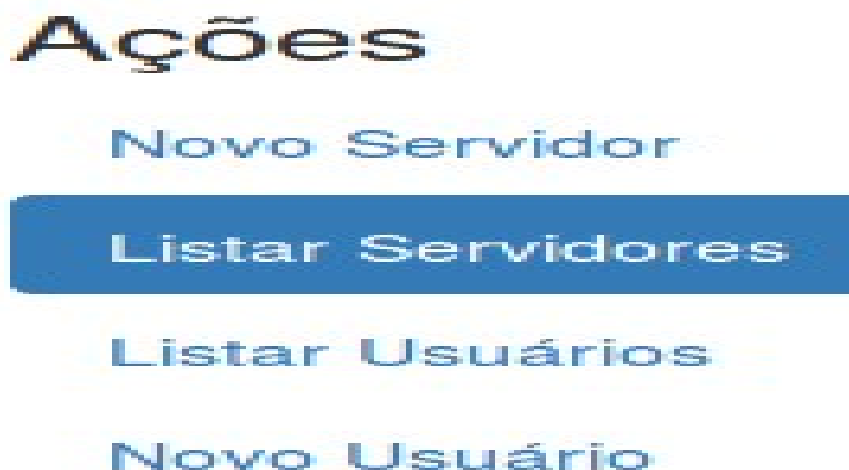 Ações
Novo Servidor
Listar Servidores
Listar Usuários
Novo Usuário